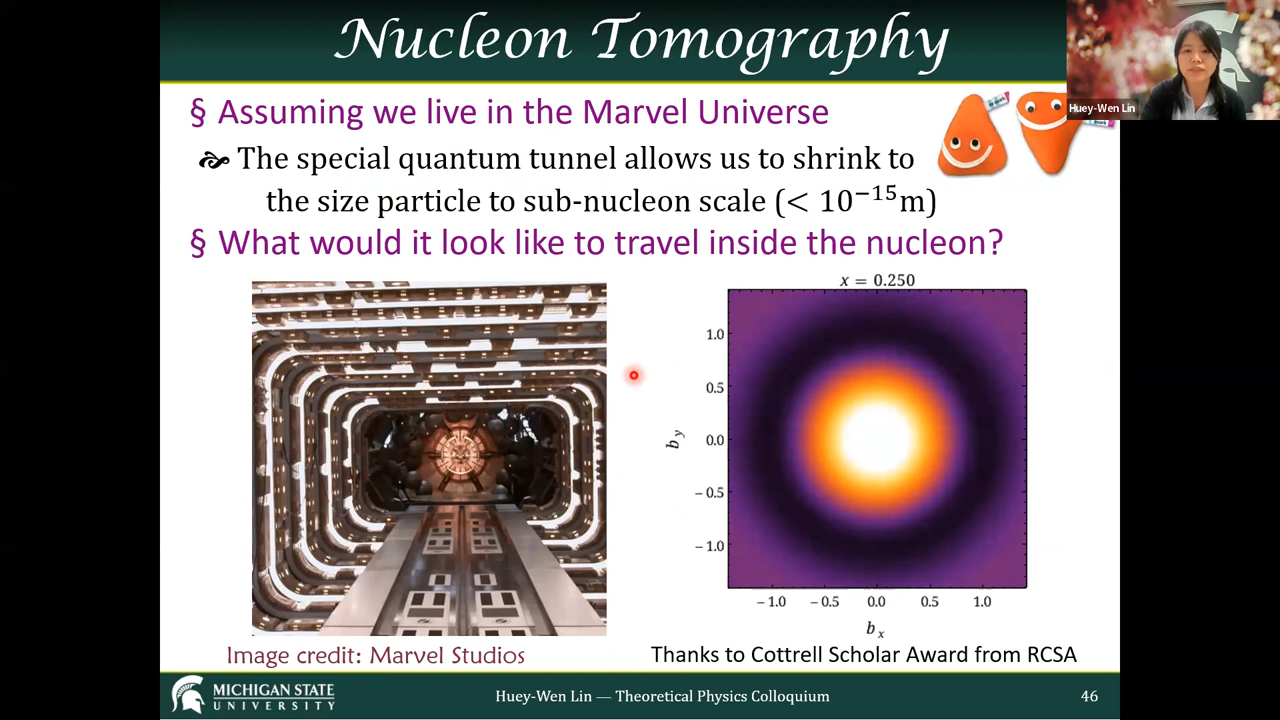 Nucleon Tomography
Huey-Wen Lin
§ Assuming we live in the Marvel Universe
The special quantum tunnel allows us to shrink to
the size particle to sub-nucleon scale (< 10⁻¹⁵m)
§ What would it look like to travel inside the nucleon?
x = 0.250
1.0
0.5
0.0
− 0.5
− 1.0
b y
− 1.0 − 0.5 0.0 0.5 1.0
b x
Image credit: Marvel Studios
Thanks to Cottrell Scholar Award from RCSA
MICHIGAN STATE
UNIVERSITY
Huey-Wen Lin — Theoretical Physics Colloquium
46